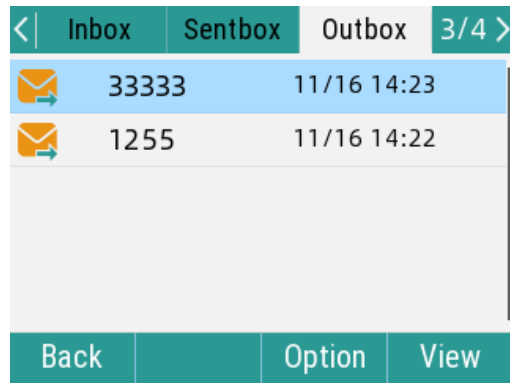 < Inbox Sentbox Outbox 3/4 >
33333 11/16 14:23
1255 11/16 14:22
Back Option View